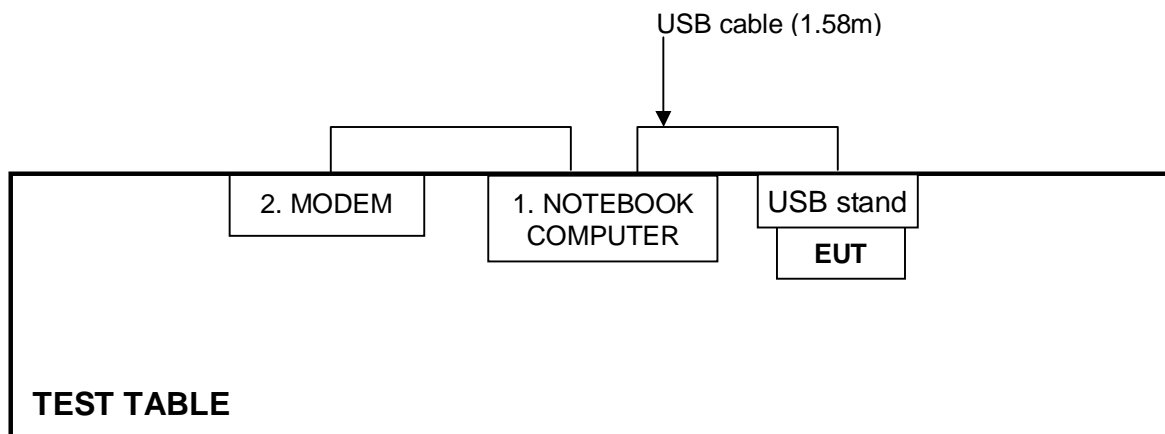 USB cable (1.58m)
2. MODEM
1. NOTEBOOK
COMPUTER
USB stand
EUT
TEST TABLE